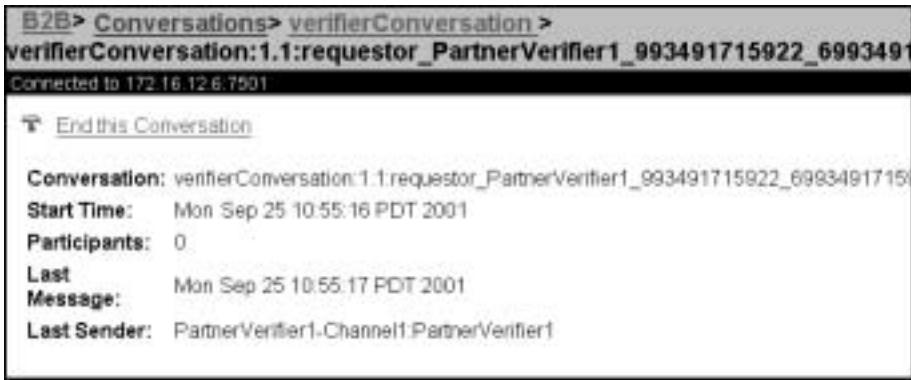 B2B> Conversations> verifierConversation >
verifierConversation:1.1:requestor_PartnerVerifier1_993491715922_6993491
Connected to 172.16.12.6:7501
End this Conversation
Conversation: verifierConversation:1.1:requestor_PartnerVerifier1_993491715922_69934917159
Start Time: Mon Sep 25 10:55:16 PDT 2001
Participants: 0
Last
Message: Mon Sep 25 10:55:17 PDT 2001
Last Sender: PartnerVerifier1-Channel1:PartnerVerifier1